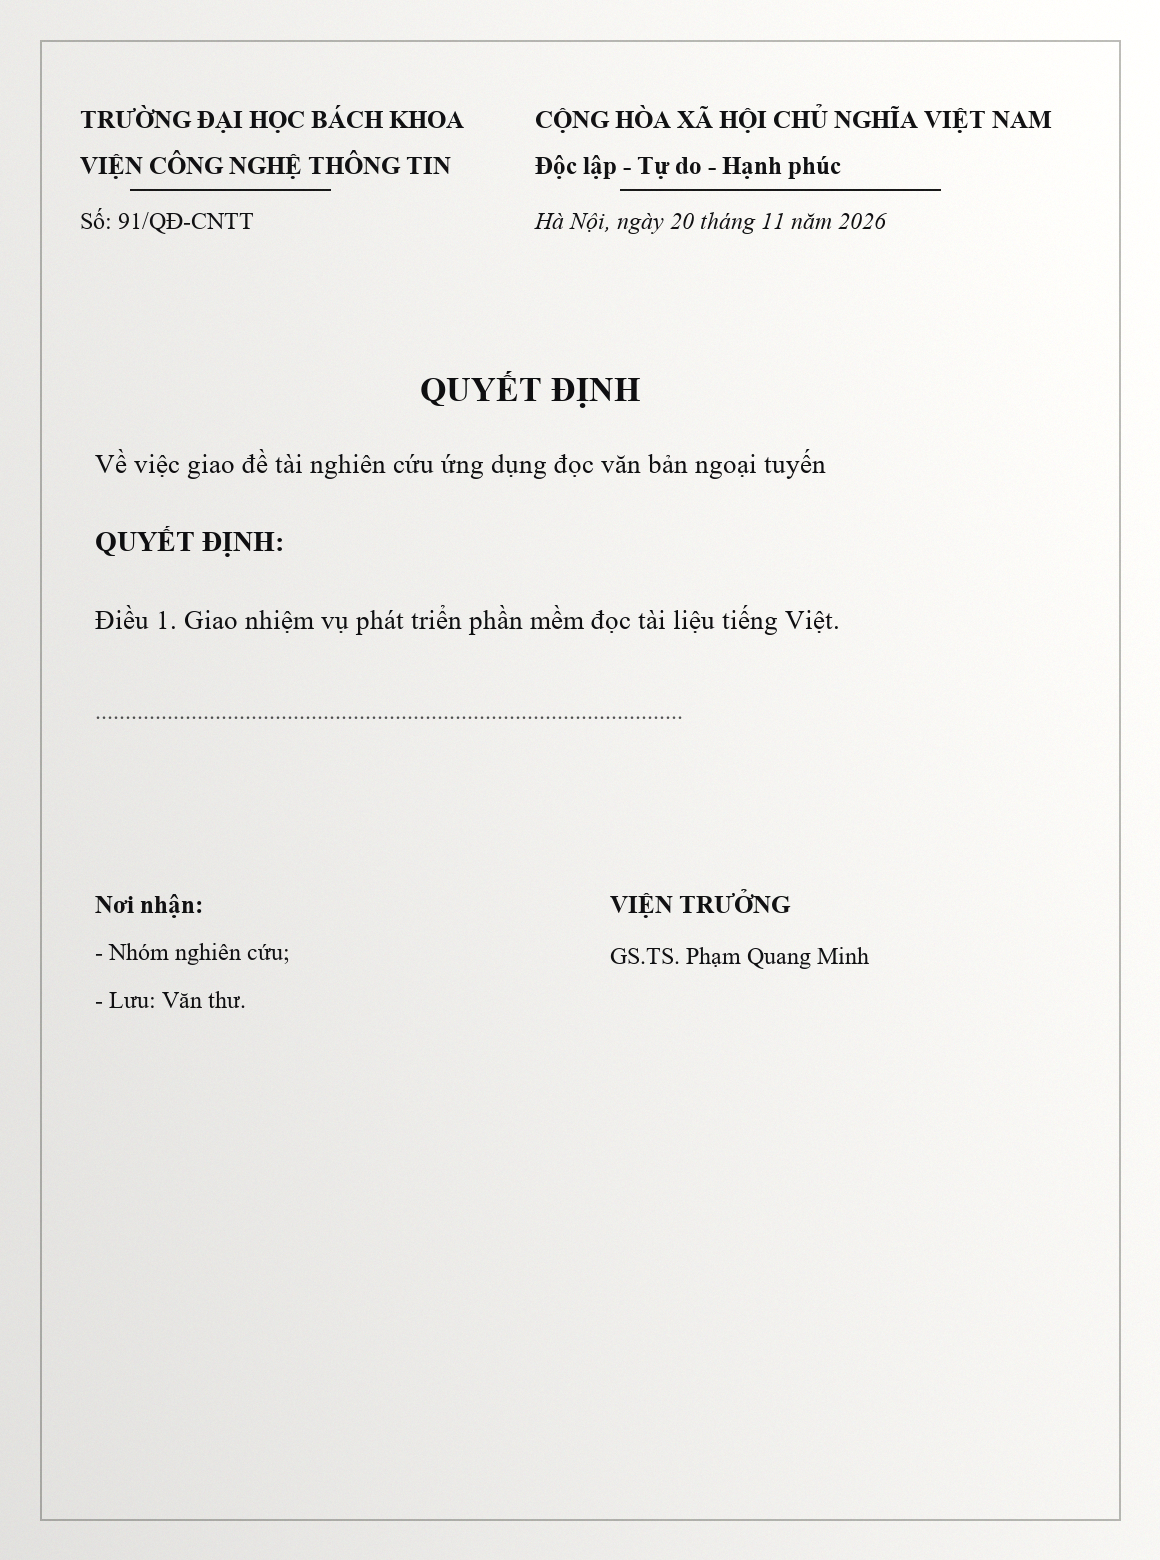 TRƯỜNG ĐẠI HỌC BÁCH KHOA
VIỆN CÔNG NGHỆ THÔNG TIN
Số: 91/QĐ-CNTT
CỘNG HÒA XÃ HỘI CHỦ NGHĨA VIỆT NAM
Độc lập - Tự do - Hạnh phúc
Hà Nội, ngày 20 tháng 11 năm 2026
QUYẾT ĐỊNH
Về việc giao đề tài nghiên cứu ứng dụng đọc văn bản ngoại tuyến
QUYẾT ĐỊNH:
Điều 1. Giao nhiệm vụ phát triển phần mềm đọc tài liệu tiếng Việt.
..................................................................................................
Nơi nhận:
- Nhóm nghiên cứu;
- Lưu: Văn thư.
VIỆN TRƯỞNG
GS.TS. Phạm Quang Minh